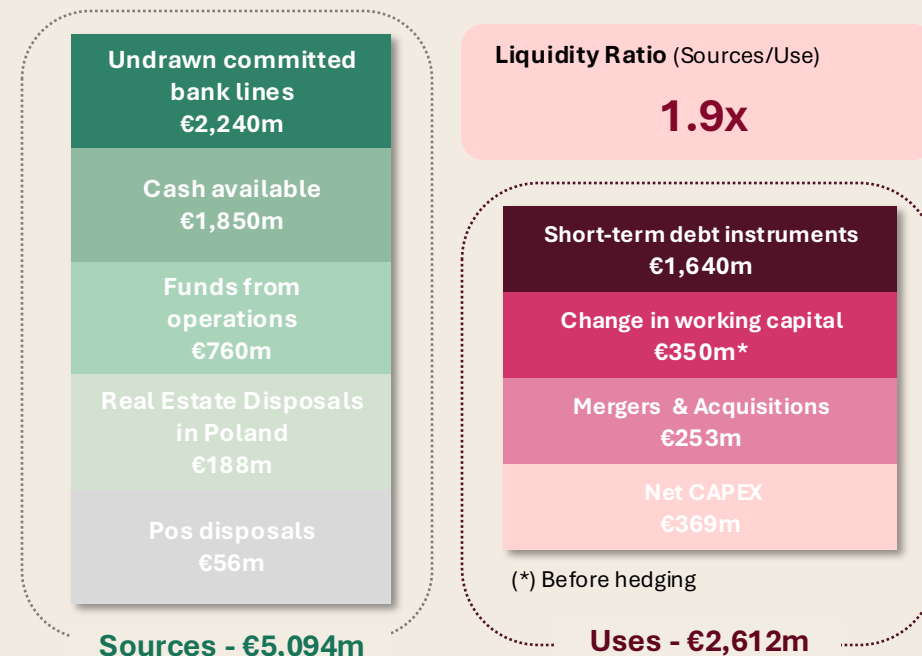 Undrawn committed
bank lines
€2,240m
Cash available
€1,850m
Funds from
operations
€760m
Real Estate Disposals
in Poland
€188m
Pos disposals
€56m
Sources - €5,094m
Liquidity Ratio (Sources/Use)
1.9x
Short-term debt instruments
€1,640m
Change in working capital
€350m*
Mergers & Acquisitions
€253m
Net CAPEX
€369m
(*) Before hedging
Uses - €2,612m